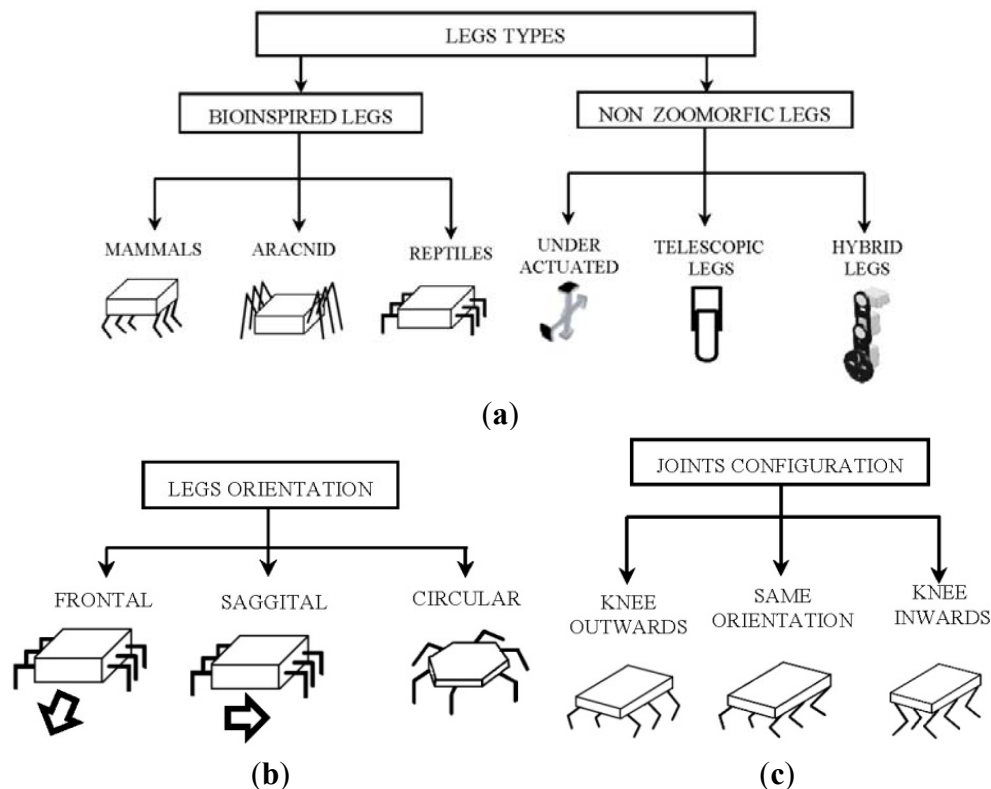 LEGS TYPES
BIOINSPIRED LEGS
NON ZOOMORFIC LEGS
MAMMALS
ARACNID
REPTILES
UNDER
ACTUATED
TELESCOPIC
LEGS
HYBRID
LEGS
(a)
LEGS ORIENTATION
FRONTAL
SAGGITAL
CIRCULAR
(b)
JOINTS CONFIGURATION
KNEE
OUTWARDS
SAME
ORIENTATION
KNEE
INWARDS
(c)